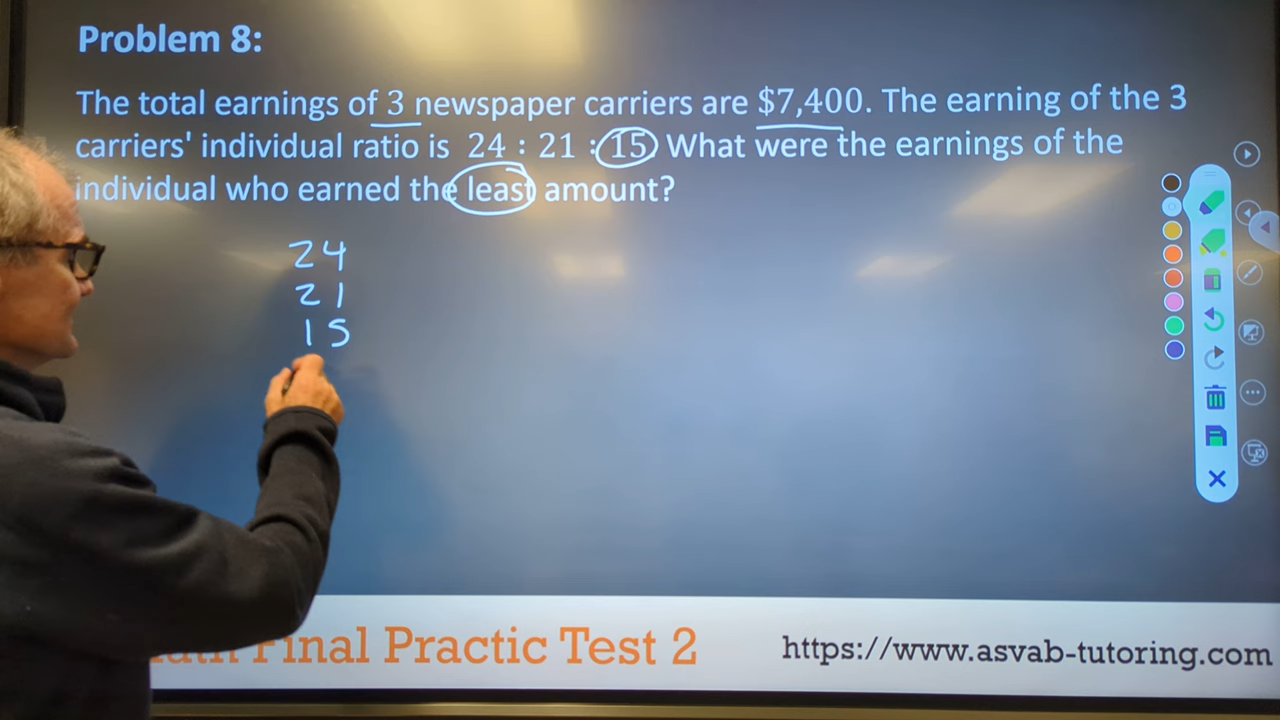 Problem 8:
The total earnings of 3 newspaper carriers are $7,400. The earning of the 3
carriers' individual ratio is 24 : 21 : 15 What were the earnings of the
individual who earned the least amount?
24
21
15
Final Practic Test 2
https://www.asvab-tutoring.com